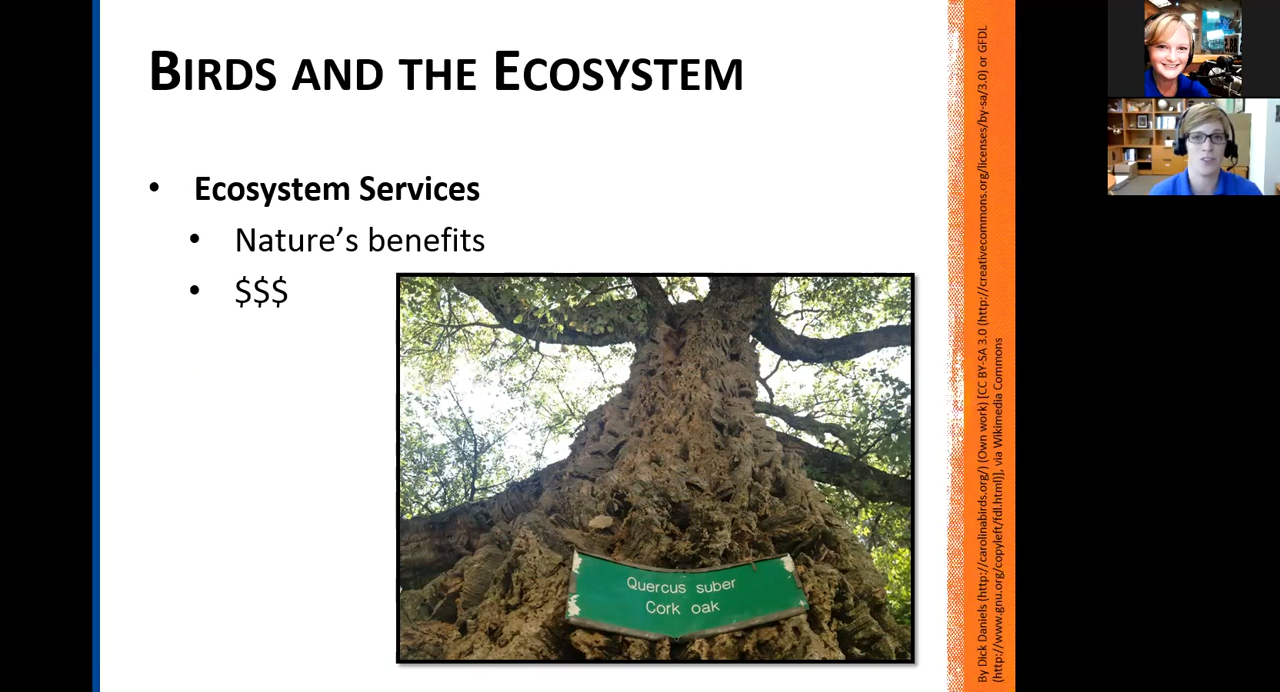 BIRDS AND THE ECOSYSTEM
• Ecosystem Services
• Nature’s benefits
• $$$
Quercus suber
Cork oak
By Dick Daniels (http://carolinabirds.org/) (Own work) [CC BY-SA 3.0 (http://creativecommons.org/licenses/by-sa/3.0) or GFDL
(http://www.gnu.org/copyleft/fdl.html)], via Wikimedia Commons